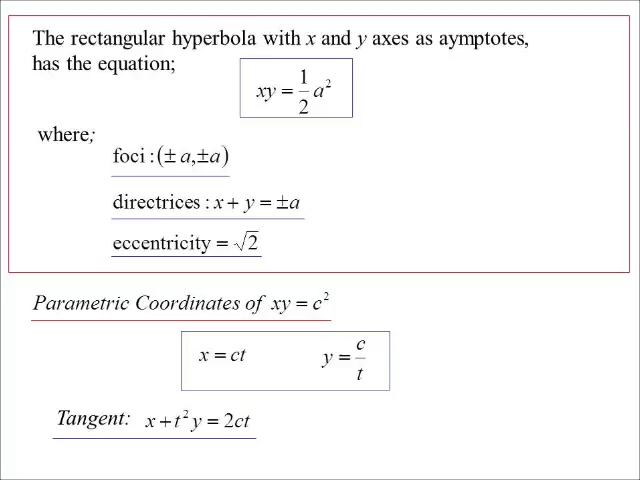 The rectangular hyperbola with x and y axes as aymptotes,
has the equation;
xy = 1/2 a²
where;
foci : (± a,± a)
directrices : x + y = ±a
eccentricity = √2
Parametric Coordinates of xy = c²
x = ct y = c/t
Tangent: x + t² y = 2ct